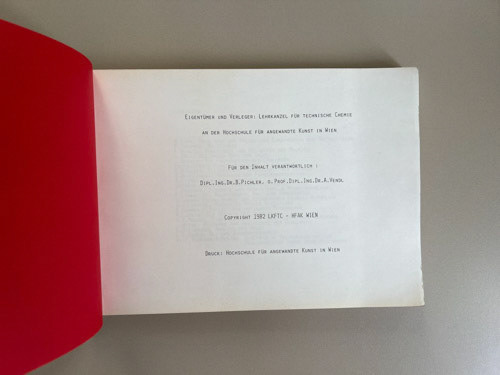 Eigentümer und Verleger: Lehrkanzel für technische Chemie
an der Hochschule für angewandte Kunst in Wien
Für den Inhalt verantwortlich :
Dipl.Ing.Dr.B.Pichler, o.Prof.Dipl.Ing.Dr.A.Vendl
Copyright 1982 LKFTC - HFAK WIEN
Druck: Hochschule für angewandte Kunst in Wien